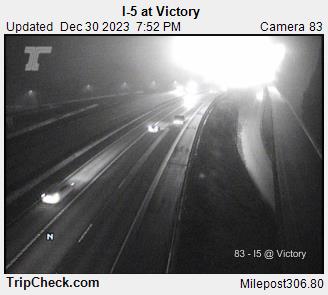 I-5 at Victory
Updated Dec 30 2023 7:52 PM Camera 83
T
N
83 - I5 @ Victory
TripCheck.com Milepost306.80